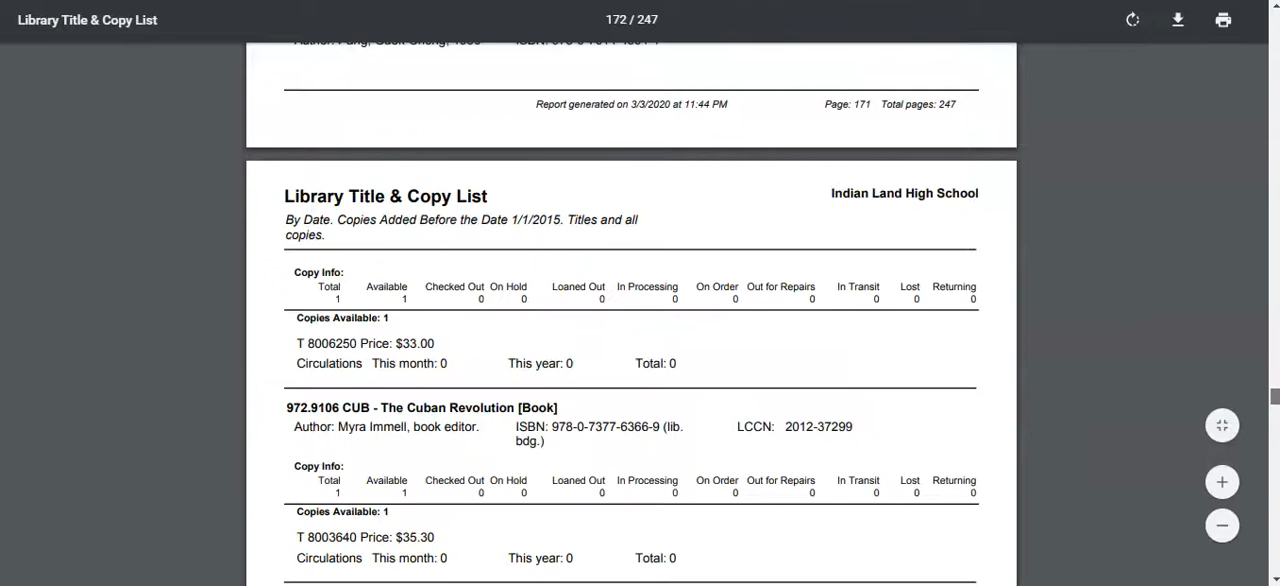 Library Title & Copy List 172 / 247
Report generated on 3/3/2020 at 11:44 PM Page: 171 Total pages: 247
Library Title & Copy List Indian Land High School
By Date. Copies Added Before the Date 1/1/2015. Titles and all
copies.
Copy Info:
Total Available Checked Out On Hold Loaned Out In Processing On Order Out for Repairs In Transit Lost Returning
1 1 0 0 0 0 0 0 0 0 0
Copies Available: 1
T 8006250 Price: $33.00
Circulations This month: 0 This year: 0 Total: 0
972.9106 CUB - The Cuban Revolution [Book]
Author: Myra Immell, book editor. ISBN: 978-0-7377-6366-9 (lib. LCCN: 2012-37299
bdg.)
Copy Info:
Total Available Checked Out On Hold Loaned Out In Processing On Order Out for Repairs In Transit Lost Returning
1 1 0 0 0 0 0 0 0 0 0
Copies Available: 1
T 8003640 Price: $35.30
Circulations This month: 0 This year: 0 Total: 0